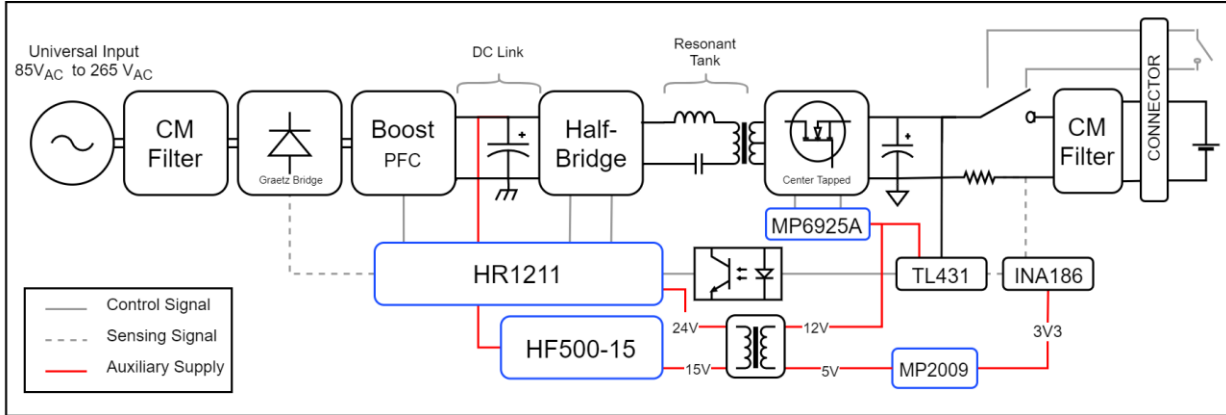 Universal Input
85VAC to 265 VAC
CM
Filter
Graetz Bridge
Boost
PFC
DC Link
Half-
Bridge
Resonant
Tank
+
Center Tapped
+
CM
Filter
CONNECTOR
MP6925A
HR1211
TL431
INA186
HF500-15
24V
12V
15V
5V
MP2009
3V3
Control Signal
Sensing Signal
Auxiliary Supply